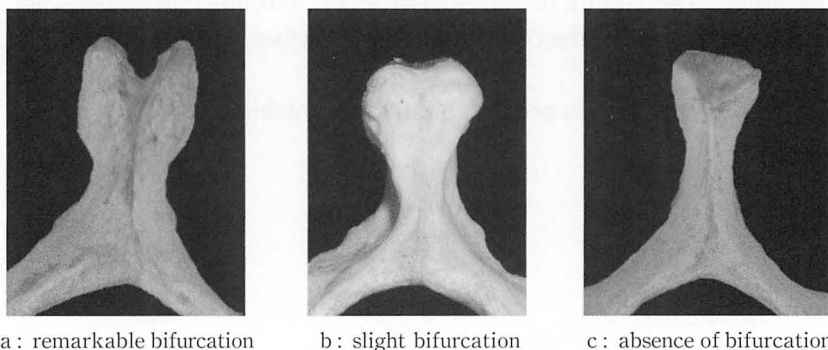 a : remarkable bifurcation
b : slight bifurcation
c : absence of bifurcation